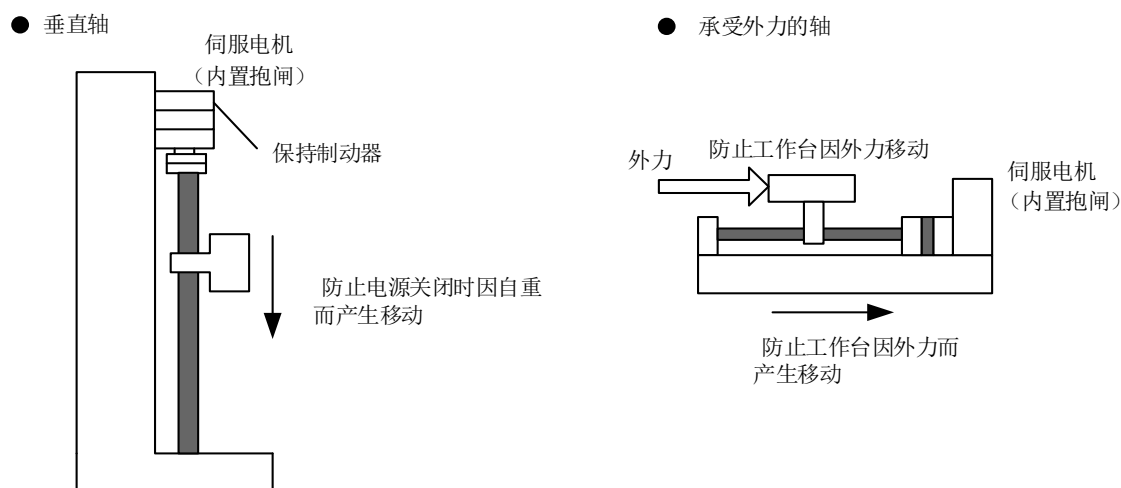 ● 垂直轴
伺服电机
（内置抱闸）
保持制动器
防止电源关闭时因自重
而产生移动
● 承受外力的轴
外力
防止工作台因外力移动
伺服电机
（内置抱闸）
防止工作台因外力而
产生移动